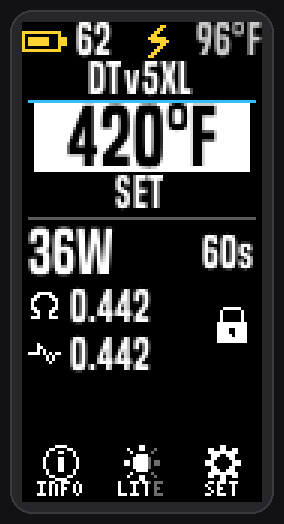 62 96°F
DTv5XL
420°F
SET
36W 60s
Ω 0.442
0.442
INFO LITE SET